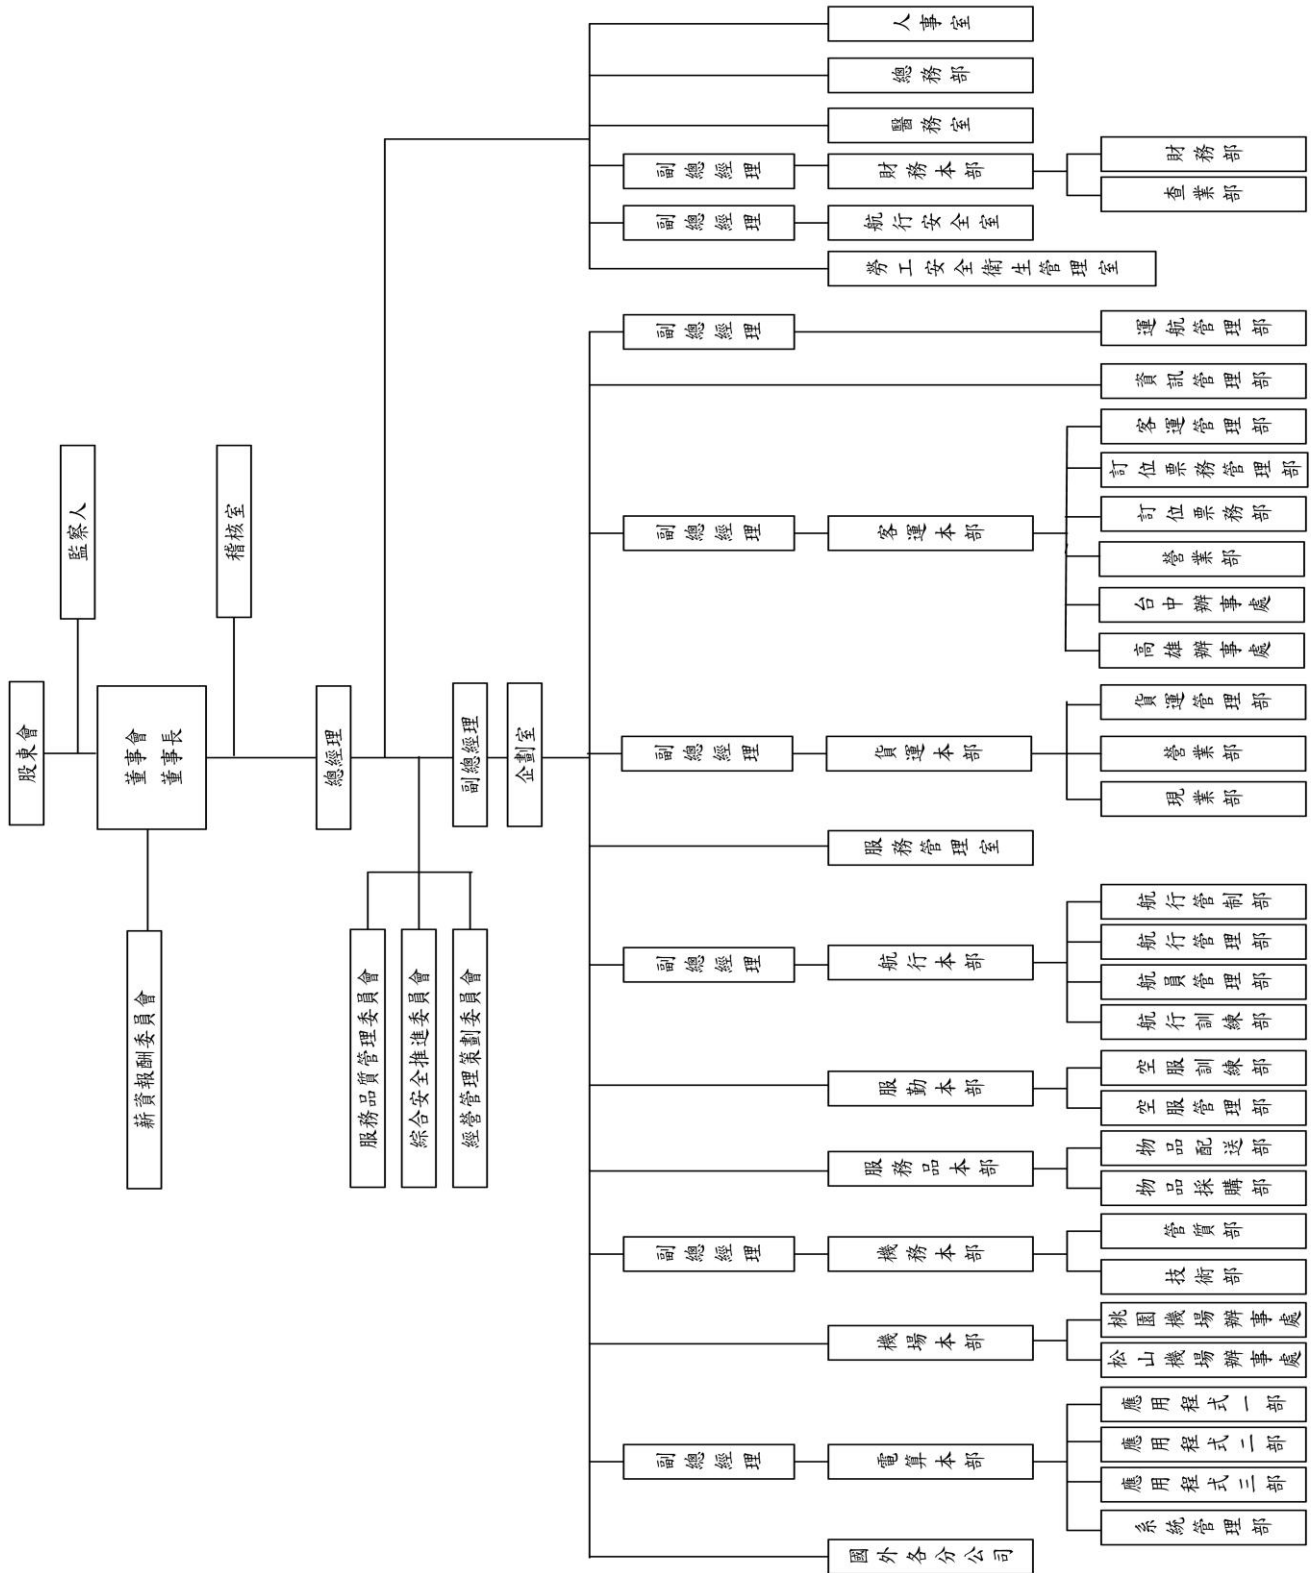 股東會
監察人
董事會
董事長
薪資報酬委員會
稽核室
總經理
服務品質管理委員會
綜合安全推進委員會
經營管理策劃委員會
副總經理
企劃室
人事室
總務部
醫務室
副總經理
財務本部
財務部
查業部
副總經理
航行安全室
勞工安全衛生管理室
副總經理
運航管理部
資訊管理部
副總經理
客運本部
客運管理部
訂位票務管理部
訂位票務部
營業部
台中辦事處
高雄辦事處
副總經理
貨運本部
貨運管理部
營業部
現業部
服務管理室
副總經理
航行本部
航行管制部
航行管理部
航員管理部
航行訓練部
服勤本部
空服訓練部
空服管理部
服務品本部
物品配送部
物品採購部
副總經理
機務本部
管質部
技術部
機場本部
桃園機場辦事處
松山機場辦事處
副總經理
電算本部
應用程式一部
應用程式二部
應用程式三部
系統管理部
國外各分公司